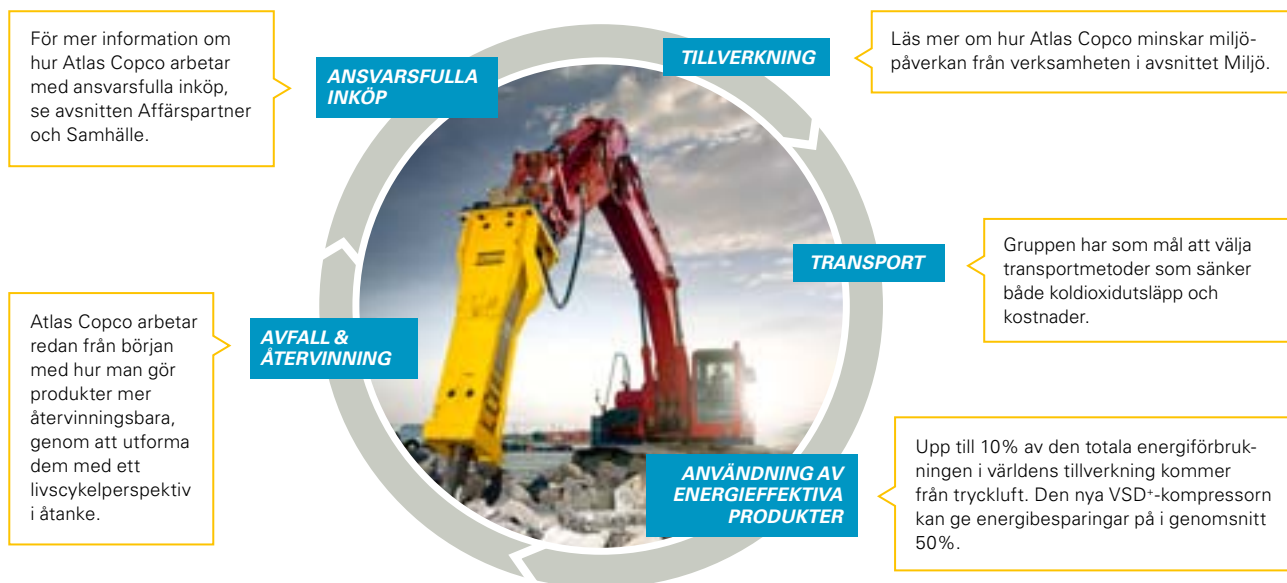 För mer information om
hur Atlas Copco arbetar
med ansvarsfulla inköp,
se avsnitten Affärspartner
och Samhälle.
ANSVARSFULLA
INKÖP
TILLVERKNING
Läs mer om hur Atlas Copco minskar miljö-
påverkan från verksamheten i avsnittet Miljö.
TRANSPORT
Gruppen har som mål att välja
transportmetoder som sänker
både koldioxidutsläpp och
kostnader.
Atlas Copco arbetar
redan från början
med hur man gör
produkter mer
återvinningsbara,
genom att utforma
dem med ett
livscykelperspektiv
i åtanke.
AVFALL &
ÅTERVINNING
ANVÄNDNING AV
ENERGIEFFEKTIVA
PRODUKTER
Upp till 10% av den totala energiförbruk-
ningen i världens tillverkning kommer
från tryckluft. Den nya VSD⁺-kompressorn
kan ge energibesparingar på i genomsnitt
50%.